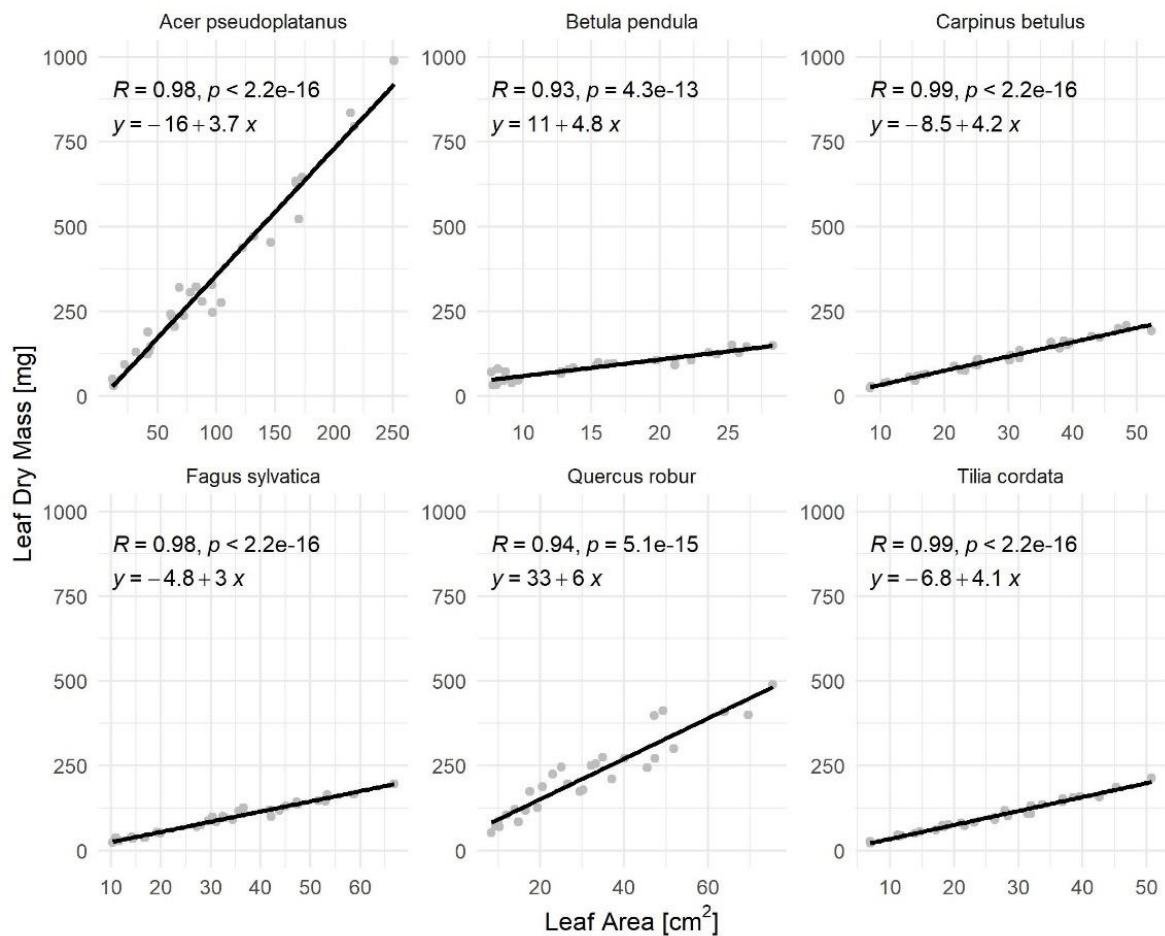 Acer pseudoplatanus
Betula pendula
Carpinus betulus
1000
750
500
250
0
R = 0.98, p < 2.2e-16
y = −16 + 3.7 x
50 100 150 200 250
1000
750
500
250
0
R = 0.93, p = 4.3e-13
y = 11 + 4.8 x
10 15 20 25
1000
750
500
250
0
R = 0.99, p < 2.2e-16
y = −8.5 + 4.2 x
10 20 30 40 50
Leaf Dry Mass [mg]
Fagus sylvatica
Quercus robur
Tilia cordata
1000
750
500
250
0
R = 0.98, p < 2.2e-16
y = −4.8 + 3 x
10 20 30 40 50 60
1000
750
500
250
0
R = 0.94, p = 5.1e-15
y = 33 + 6 x
20 40 60
1000
750
500
250
0
R = 0.99, p < 2.2e-16
y = −6.8 + 4.1 x
10 20 30 40 50
Leaf Area [cm²]